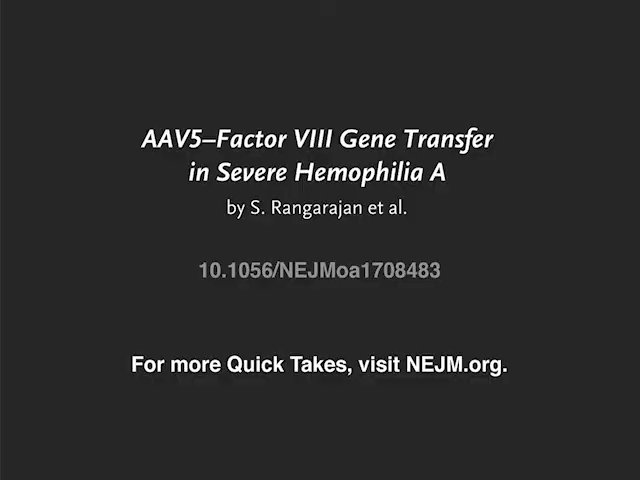 AAV5–Factor VIII Gene Transfer
in Severe Hemophilia A
by S. Rangarajan et al.
10.1056/NEJMoa1708483
For more Quick Takes, visit NEJM.org.